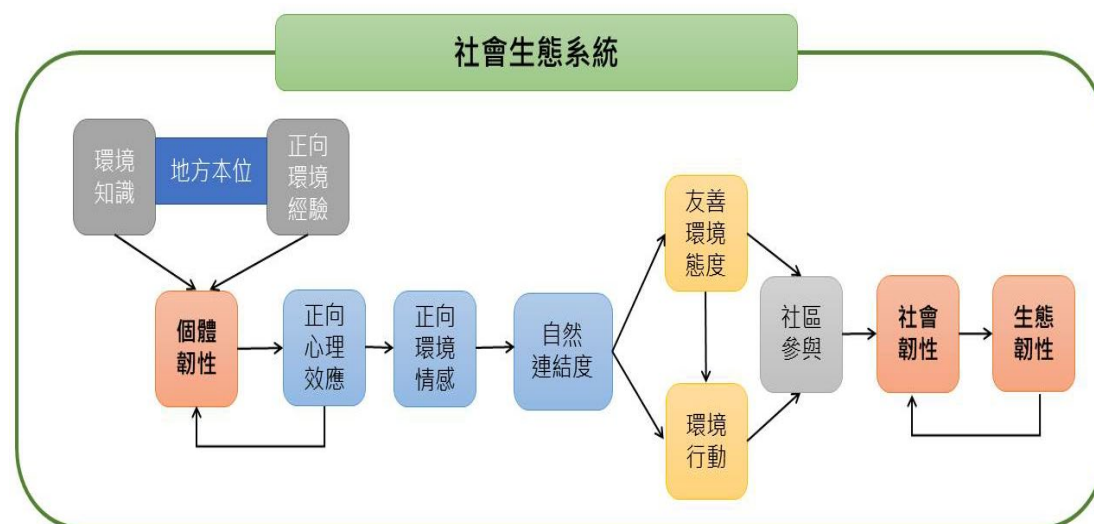 社會生態系統
環境
知識
地方本位
正向
環境
經驗
個體
韌性
正向
心理
效應
正向
環境
情感
自然
連結度
友善
環境
態度
環境
行動
社區
參與
社會
韌性
生態
韌性